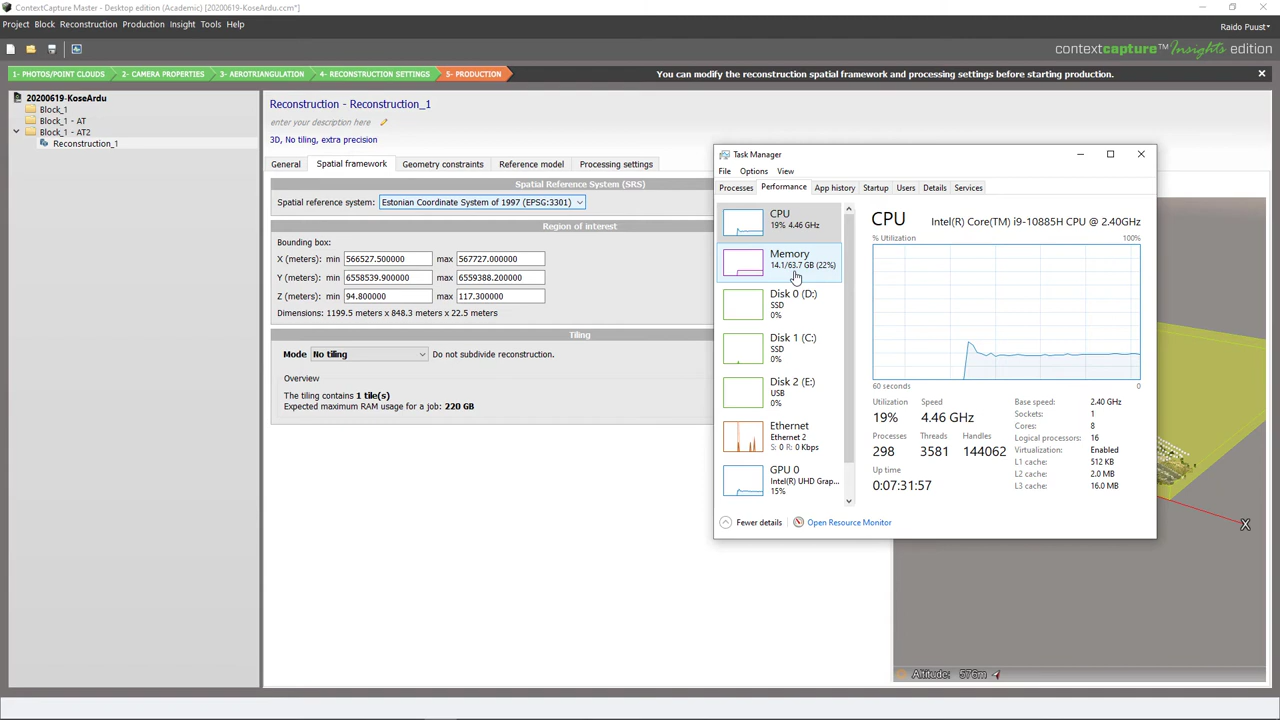 ContextCapture Master - Desktop edition (Academic) [20200619-KoseArdu.ccm*]
Project Block Reconstruction Production Insight Tools Help
Raido Puust
contextcapture™ Insights edition
1- PHOTOS/POINT CLOUDS 2- CAMERA PROPERTIES 3- AEROTRIANGULATION 4- RECONSTRUCTION SETTINGS 5- PRODUCTION
You can modify the reconstruction spatial framework and processing settings before starting production.
20200619-KoseArdu
Block_1
Block_1 - AT
Block_1 - AT2
Reconstruction_1
Reconstruction - Reconstruction_1
enter your description here
3D, No tiling, extra precision
General Spatial framework Geometry constraints Reference model Processing settings
Spatial Reference System (SRS)
Spatial reference system: Estonian Coordinate System of 1997 (EPSG:3301)
Region of interest
Bounding box:
X (meters) min 566527.500000 max 567727.000000
Y (meters) min 6558539.900000 max 6559388.200000
Z (meters) min 94.800000 max 117.300000
Dimensions: 1199.5 meters x 848.3 meters x 22.5 meters
Tiling
Mode No tiling Do not subdivide reconstruction.
Overview
The tiling contains 1 tile(s)
Expected maximum RAM usage for a job: 220 GB
Task Manager
File Options View
Processes Performance App history Startup Users Details Services
CPU
19% 4.46 GHz
Memory
14.1/63.7 GB (22%)
Disk 0 (D:)
SSD
0%
Disk 1 (C:)
SSD
0%
Disk 2 (E:)
USB
0%
Ethernet
Ethernet 2
S: 0 R: 0 Kbps
GPU 0
Intel(R) UHD Grap...
15%
CPU Intel(R) Core(TM) i9-10885H CPU @ 2.40GHz
% Utilization 100%
60 seconds 0
Utilization Speed
19% 4.46 GHz
Processes Threads Handles
298 3581 144062
Up time
0:07:31:57
Base speed: 2.40 GHz
Sockets: 1
Cores: 8
Logical processors: 16
Virtualization: Enabled
L1 cache: 512 KB
L2 cache: 2.0 MB
L3 cache: 16.0 MB
Fewer details Open Resource Monitor
X
Altitude: 576m